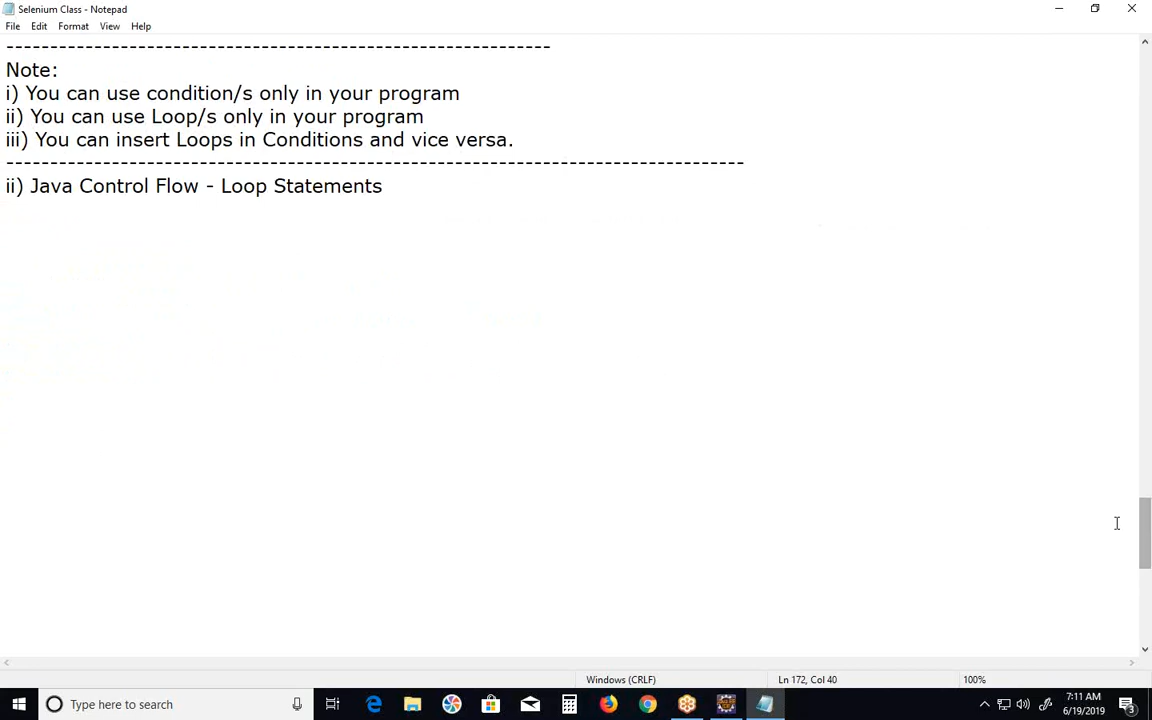 Selenium Class - Notepad
File Edit Format View Help
--------------------------------------------------------------
Note:
i) You can use condition/s only in your program
ii) You can use Loop/s only in your program
iii) You can insert Loops in Conditions and vice versa.
------------------------------------------------------------------------------------
ii) Java Control Flow - Loop Statements
Windows (CRLF) Ln 172, Col 40 100%
Type here to search
7:11 AM
6/19/2019
3